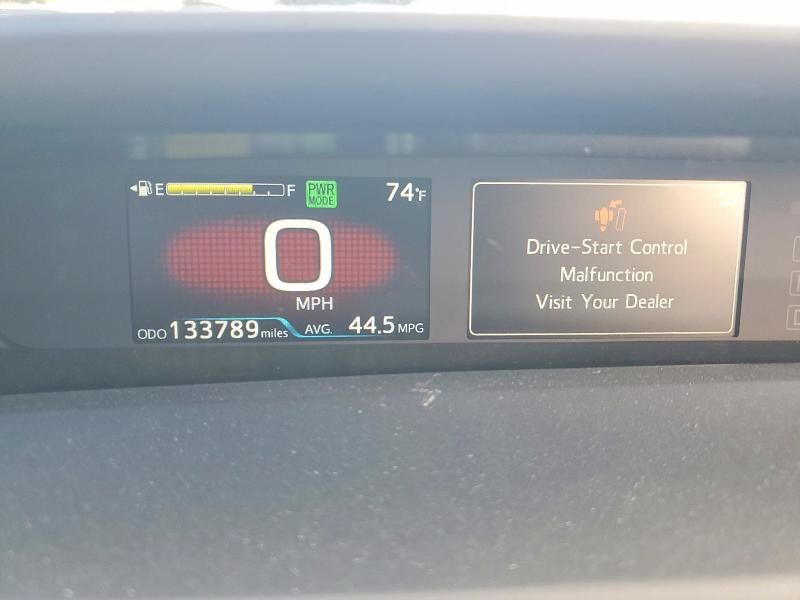 E F PWR MODE 74°F
0
MPH
ODO 133789 miles AVG. 44.5 MPG
Drive-Start Control
Malfunction
Visit Your Dealer